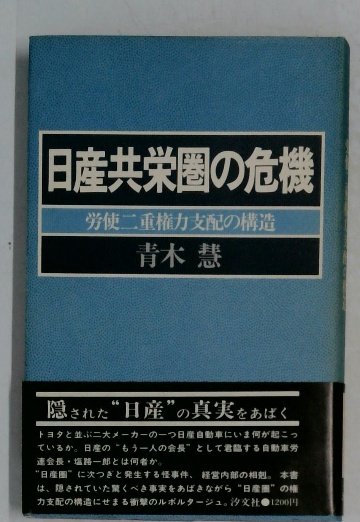 日産共栄圏の危機
労使二重権力支配の構造
青木 慧
隠された“日産”の真実をあばく
トヨタと並ぶ二大メーカーの一つ日産自動車にいま何が起こっ
ているか。日産の“もう一人の会長”として君臨する自動車労
連会長・塩路一郎とは何者か。
“日産圏”に次つぎと発生する怪事件、経営内部の相剋。本書
は、隠されていた驚くべき事実をあばきながら“日産圏”の権
力支配の構造にせまる衝撃のルポルタージュ。汐文社●1200円